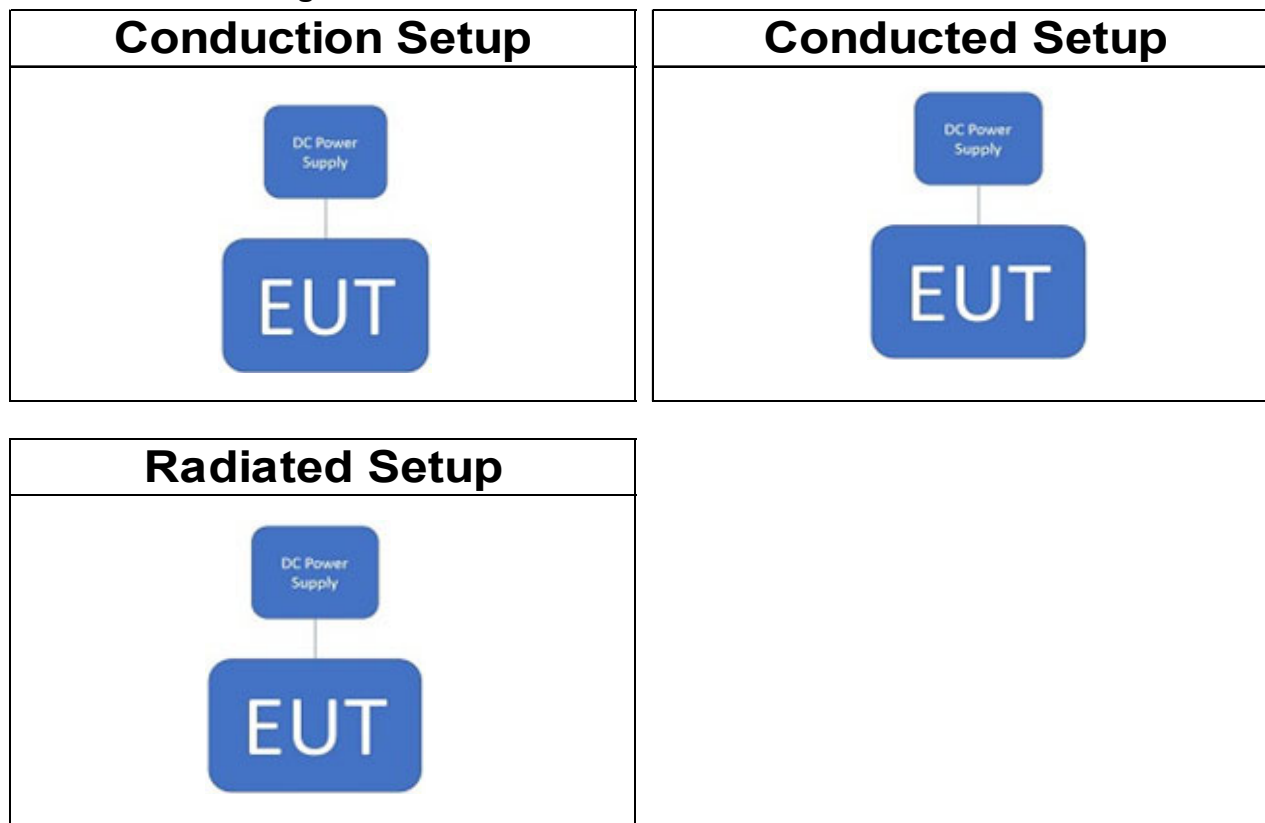 Conduction Setup
DC Power
Supply
EUT
Conducted Setup
DC Power
Supply
EUT
Radiated Setup
DC Power
Supply
EUT